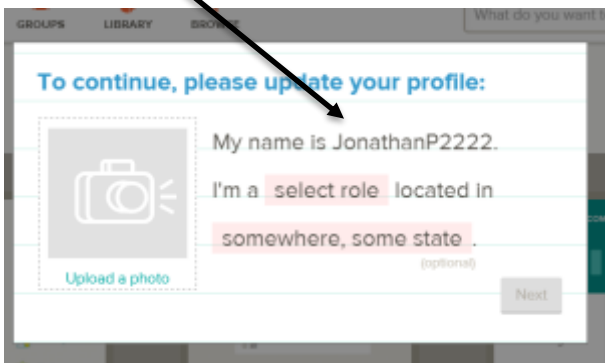 GROUPS LIBRARY BROWSE
What do you want t
To continue, please update your profile:
My name is JonathanP2222.
I'm a select role located in
somewhere, some state .
(optional)
Upload a photo
Next